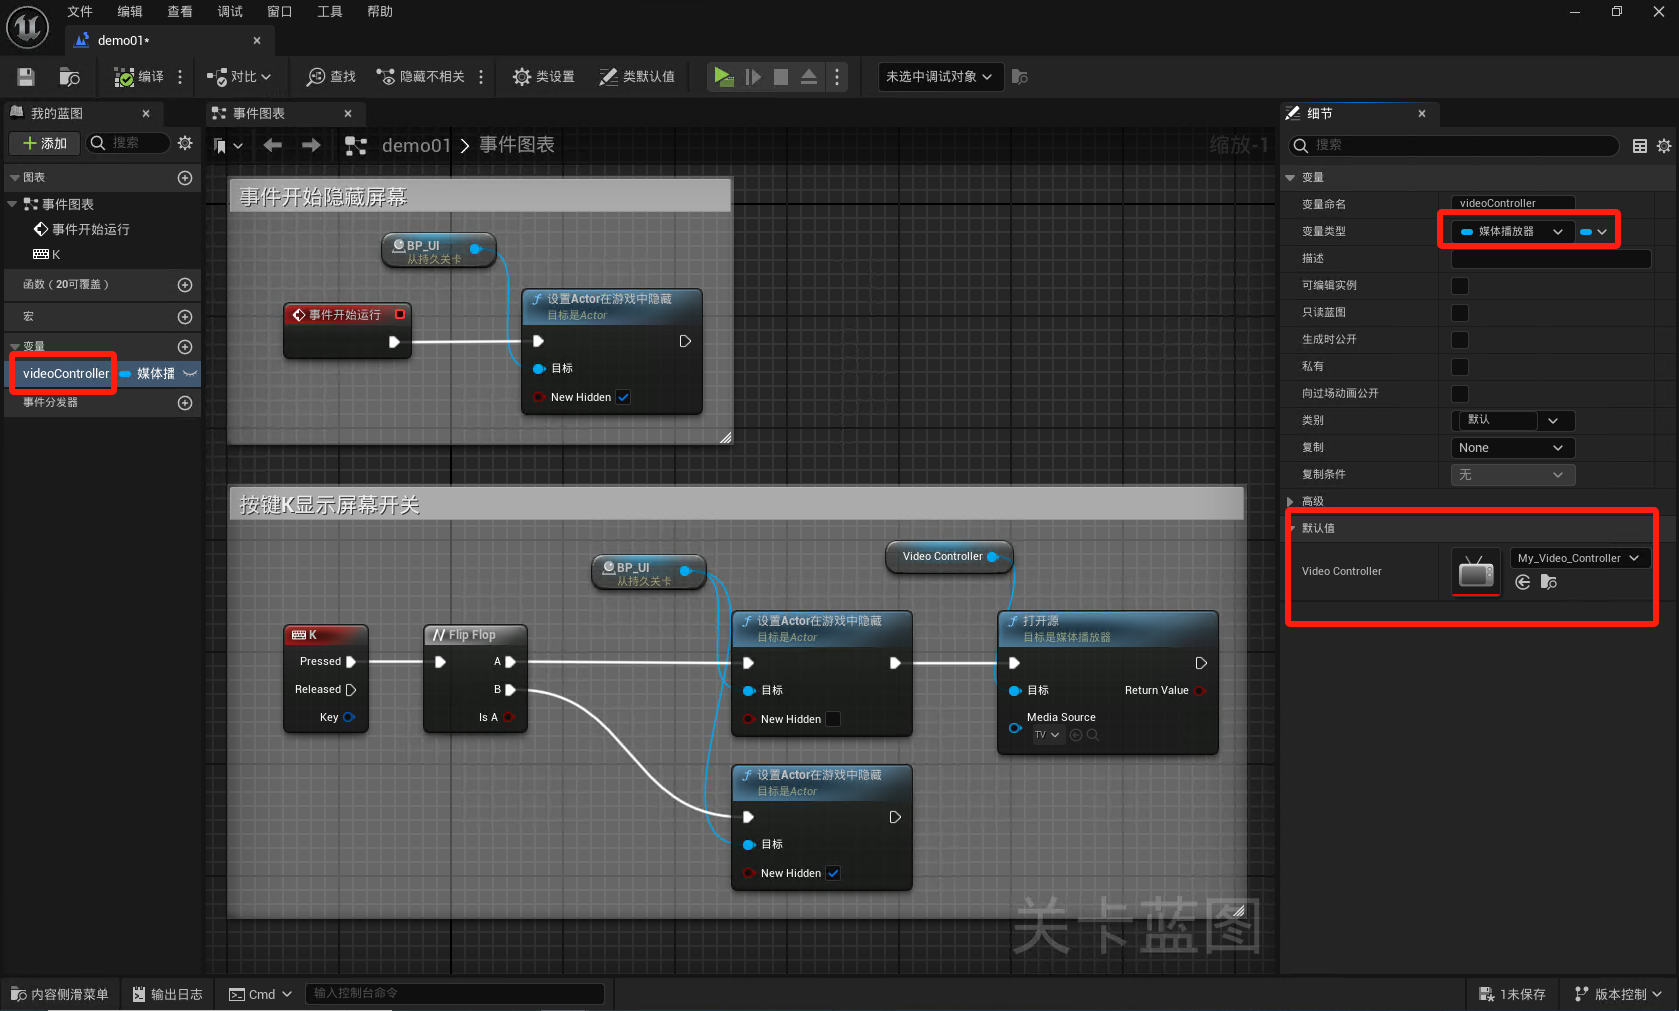 文件 编辑 查看 调试 窗口 工具 帮助
demo01*
编译 对比 查找 隐藏不相关 类设置 类默认值 未选中调试对象
我的蓝图
添加 搜索
图表
事件图表
事件开始运行
K
函数（20可覆盖）
宏
变量
videoController 媒体播
事件分发器
事件图表
demo01 > 事件图表 缩放-1
事件开始隐藏屏幕
BP_UI
从持久关卡
事件开始运行
设置Actor在游戏中隐藏
目标是Actor
目标
New Hidden
按键K显示屏幕开关
BP_UI
从持久关卡
Video Controller
K
Pressed
Released
Key
Flip Flop
A
B
Is A
设置Actor在游戏中隐藏
目标是Actor
目标
New Hidden
打开源
目标是媒体播放器
目标 Return Value
Media Source
TV
设置Actor在游戏中隐藏
目标是Actor
目标
New Hidden
关卡蓝图
细节
搜索
变量
变量命名 videoController
变量类型 媒体播放器
描述
可编辑实例
只读蓝图
生成时公开
私有
向过场动画公开
类别 默认
复制 None
复制条件 无
高级
默认值
Video Controller My_Video_Controller
内容侧滑菜单 输出日志 Cmd 输入控制台命令 1未保存 版本控制